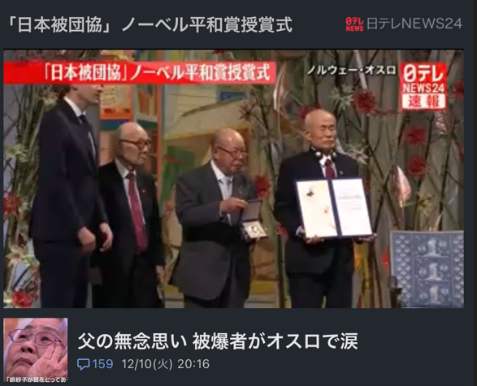 「日本被団協」ノーベル平和賞授賞式
日テレNEWS24
「日本被団協」ノーベル平和賞授賞式
ノルウェー・オスロ
日テレ
NEWS24
速報
父の無念思い 被爆者がオスロで涙
159 12/10(火) 20:16